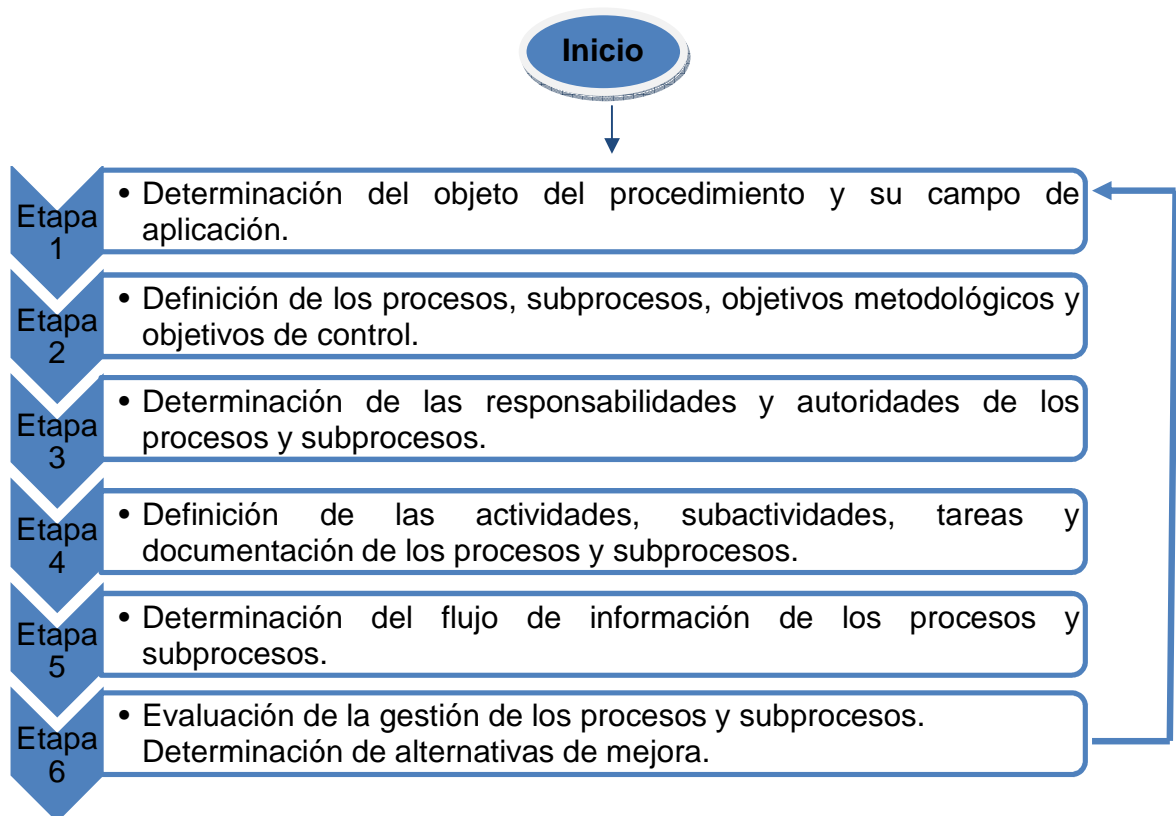 Inicio
Etapa
1
• Determinación del objeto del procedimiento y su campo de
aplicación.
Etapa
2
• Definición de los procesos, subprocesos, objetivos metodológicos y
objetivos de control.
Etapa
3
• Determinación de las responsabilidades y autoridades de los
procesos y subprocesos.
Etapa
4
• Definición de las actividades, subactividades, tareas y
documentación de los procesos y subprocesos.
Etapa
5
• Determinación del flujo de información de los procesos y
subprocesos.
Etapa
6
• Evaluación de la gestión de los procesos y subprocesos.
Determinación de alternativas de mejora.